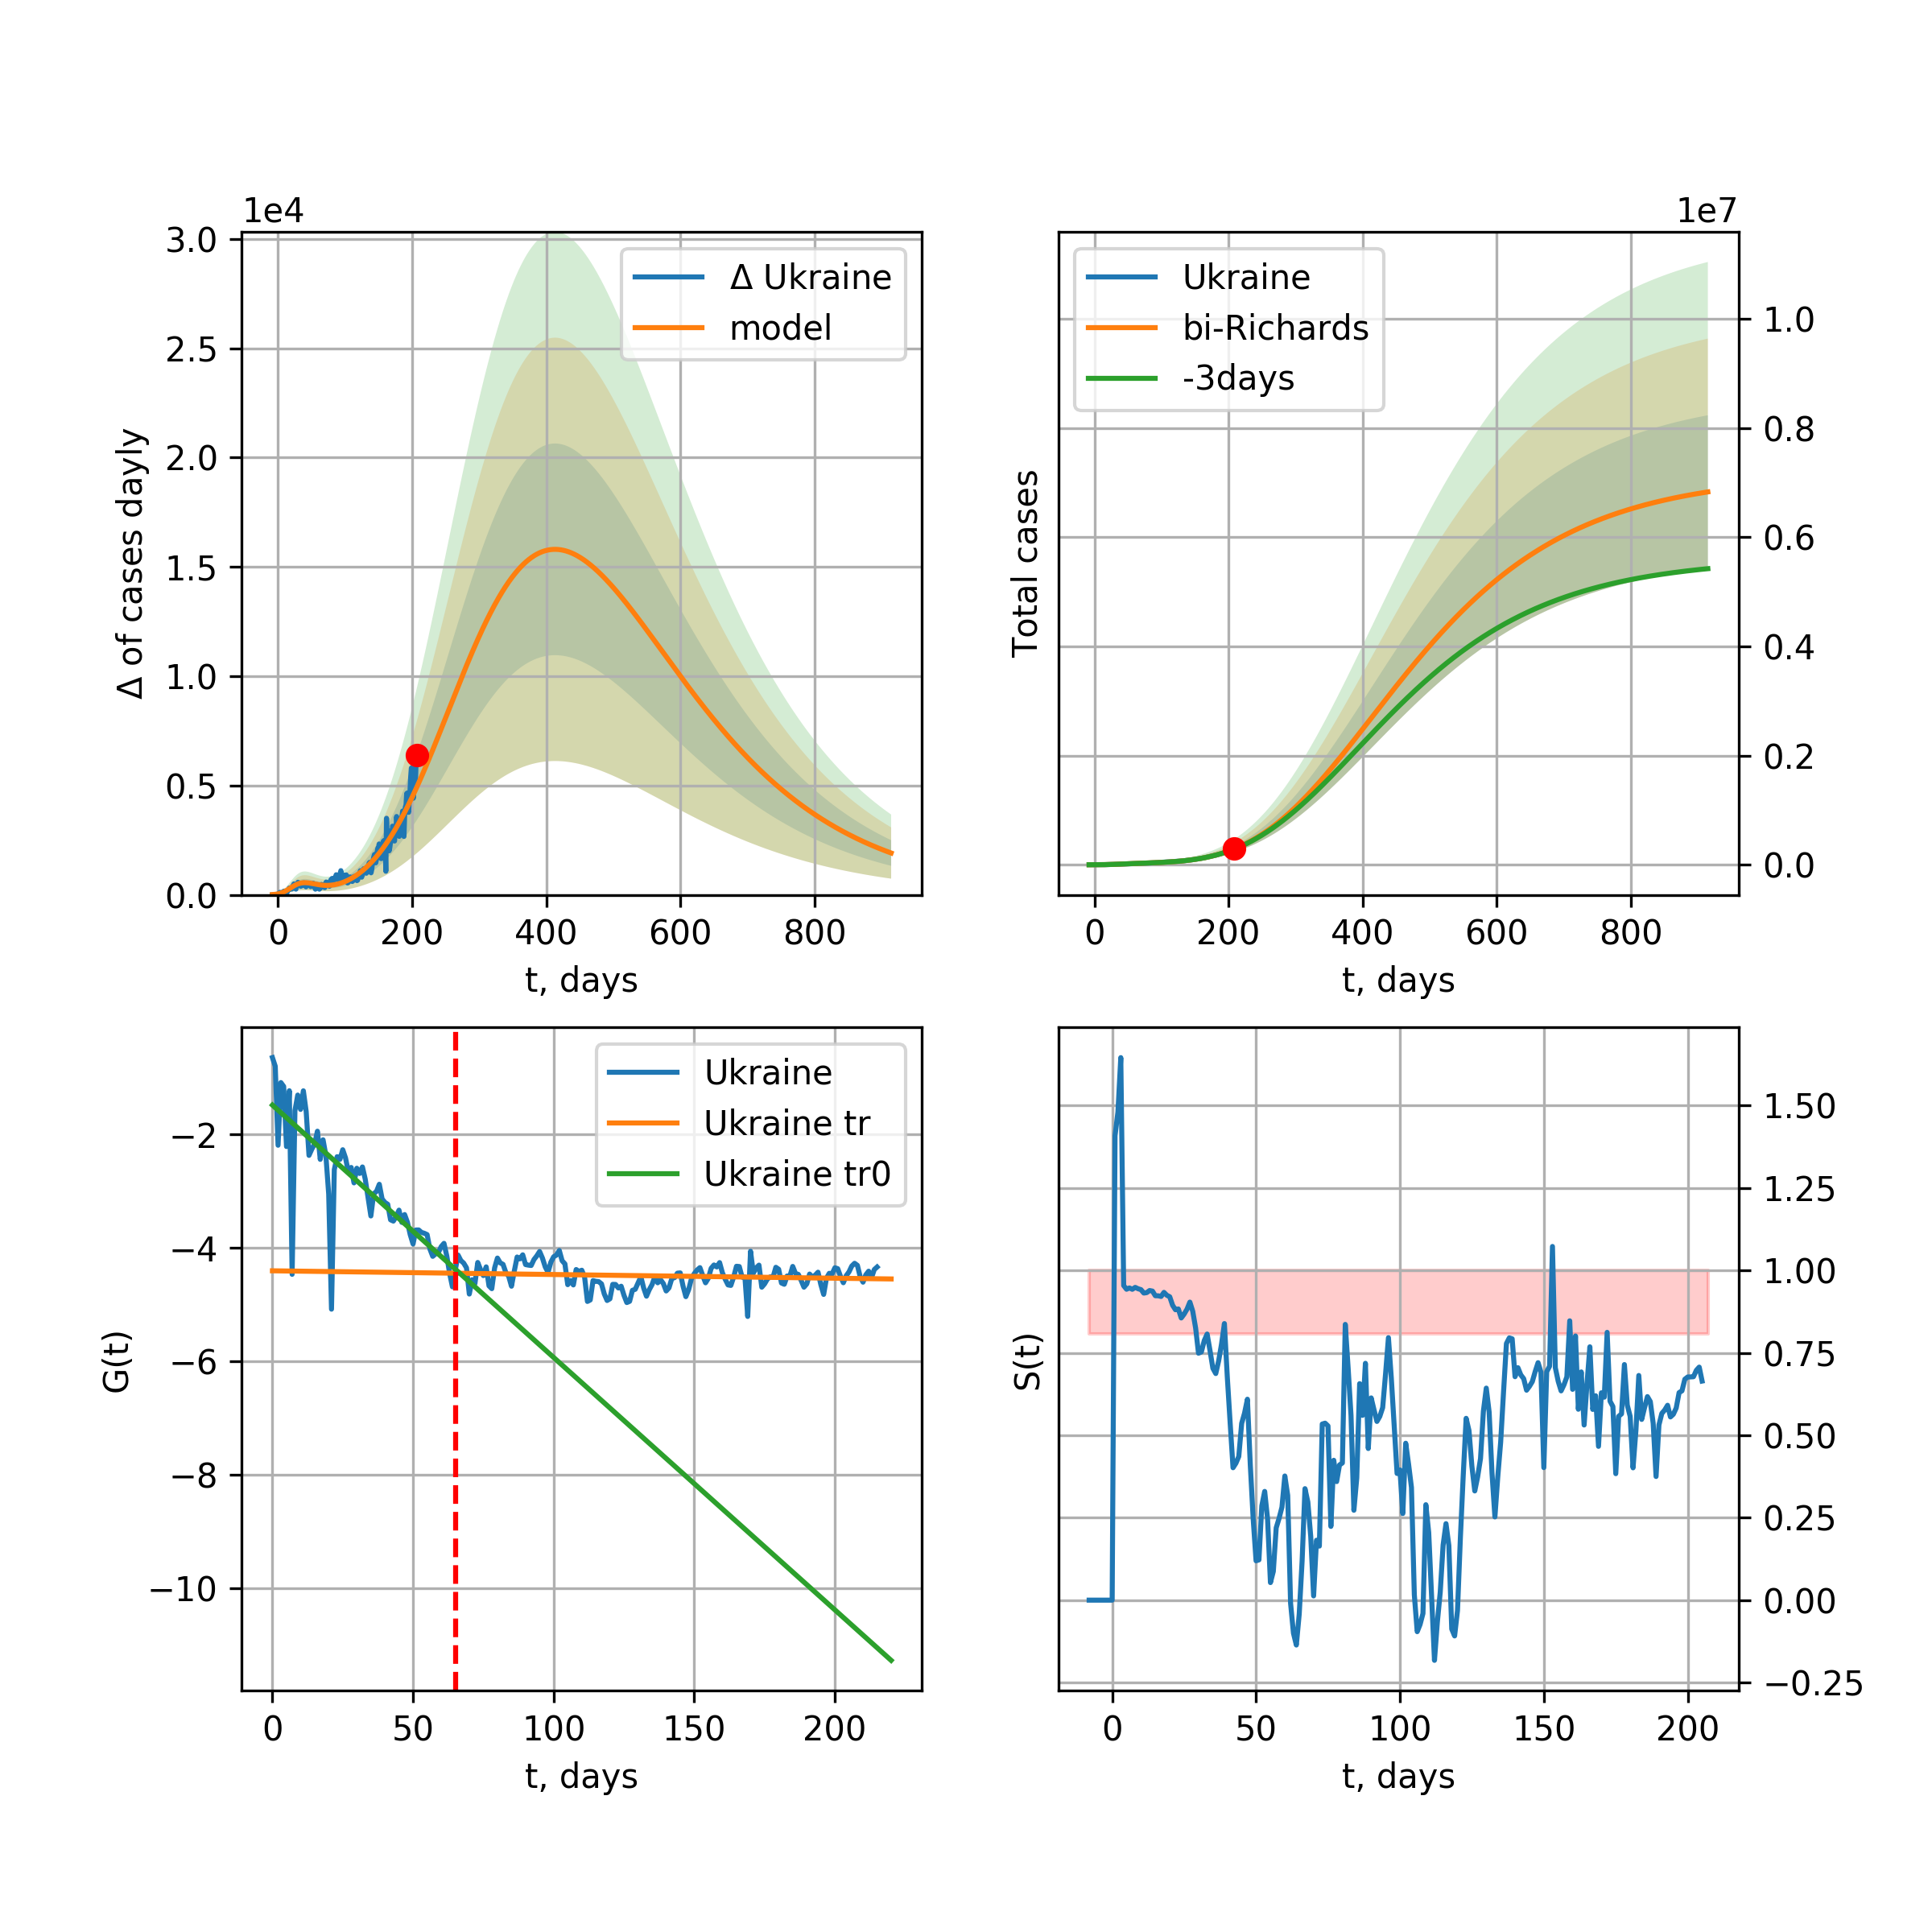 1e4
3.0
2.5
2.0
1.5
1.0
0.5
0.0
Δ of cases dayly
Δ Ukraine
model
0 200 400 600 800
t, days
1e7
Total cases
Ukraine
bi-Richards
-3days
1.0
0.8
0.6
0.4
0.2
0.0
0 200 400 600 800
t, days
G(t)
−2
−4
−6
−8
−10
Ukraine
Ukraine tr
Ukraine tr0
0 50 100 150 200
t, days
S(t)
1.50
1.25
1.00
0.75
0.50
0.25
0.00
−0.25
0 50 100 150 200
t, days